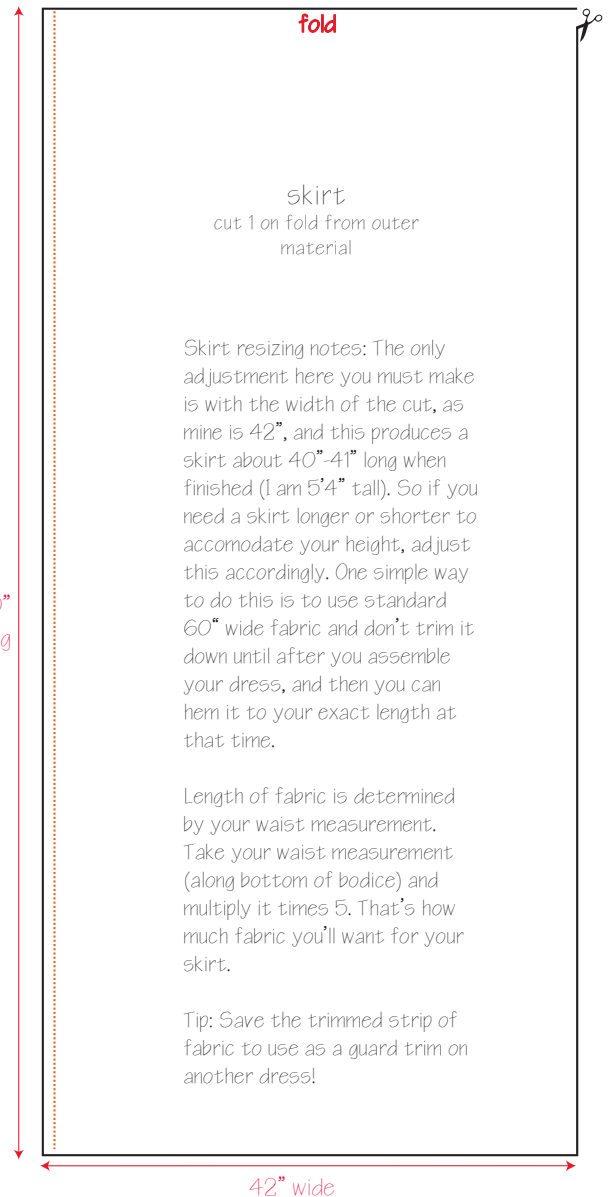 fold
skirt
cut 1 on fold from outer
material
Skirt resizing notes: The only
adjustment here you must make
is with the width of the cut, as
mine is 42”, and this produces a
skirt about 40”-41” long when
finished (I am 5’4” tall). So if you
need a skirt longer or shorter to
accomodate your height, adjust
this accordingly. One simple way
to do this is to use standard
60“ wide fabric and don’t trim it
down until after you assemble
your dress, and then you can
hem it to your exact length at
that time.
Length of fabric is determined
by your waist measurement.
Take your waist measurement
(along bottom of bodice) and
multiply it times 5. That’s how
much fabric you’ll want for your
skirt.
Tip: Save the trimmed strip of
fabric to use as a guard trim on
another dress!
42” wide